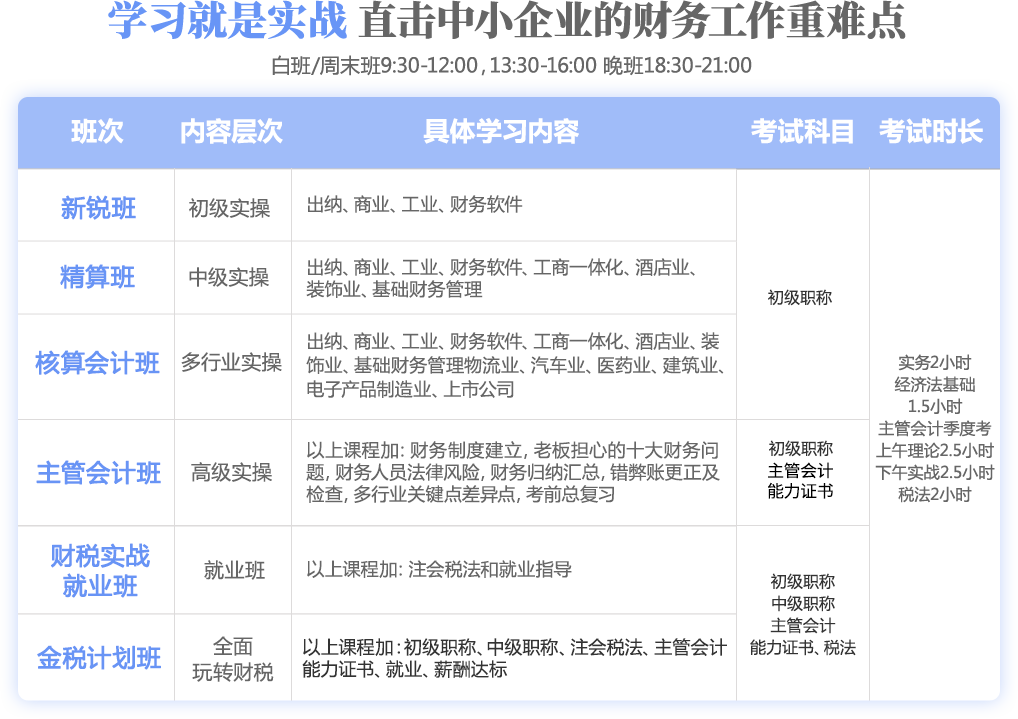 学习就是实战 直击中小企业的财务工作重难点
白班/周末班9:30-12:00,13:30-16:00 晚班18:30-21:00
班次 内容层次 具体学习内容 考试科目 考试时长
新锐班 初级实操 出纳、商业、工业、财务软件
精算班 中级实操
出纳、商业、工业、财务软件、工商一体化、酒店业、
装饰业、基础财务管理
初级职称
核算会计班 多行业实操
出纳、商业、工业、财务软件、工商一体化、酒店业、装
饰业、基础财务管理物流业、汽车业、医药业、建筑业、
电子产品制造业、上市公司
主管会计班 高级实操
以上课程加: 财务制度建立, 老板担心的十大财务问
题, 财务人员法律风险, 财务归纳汇总, 错弊账更正及
检查, 多行业关键点差异点, 考前总复习
初级职称
主管会计
能力证书
财税实战
就业班
就业班
以上课程加: 注会税法和就业指导
金税计划班
全面
玩转财税
以上课程加:初级职称、中级职称、注会税法、主管会计
能力证书、就业、薪酬达标
初级职称
中级职称
主管会计
能力证书、税法
实务2小时
经济法基础
1.5小时
主管会计季度考
上午理论2.5小时
下午实战2.5小时
税法2小时